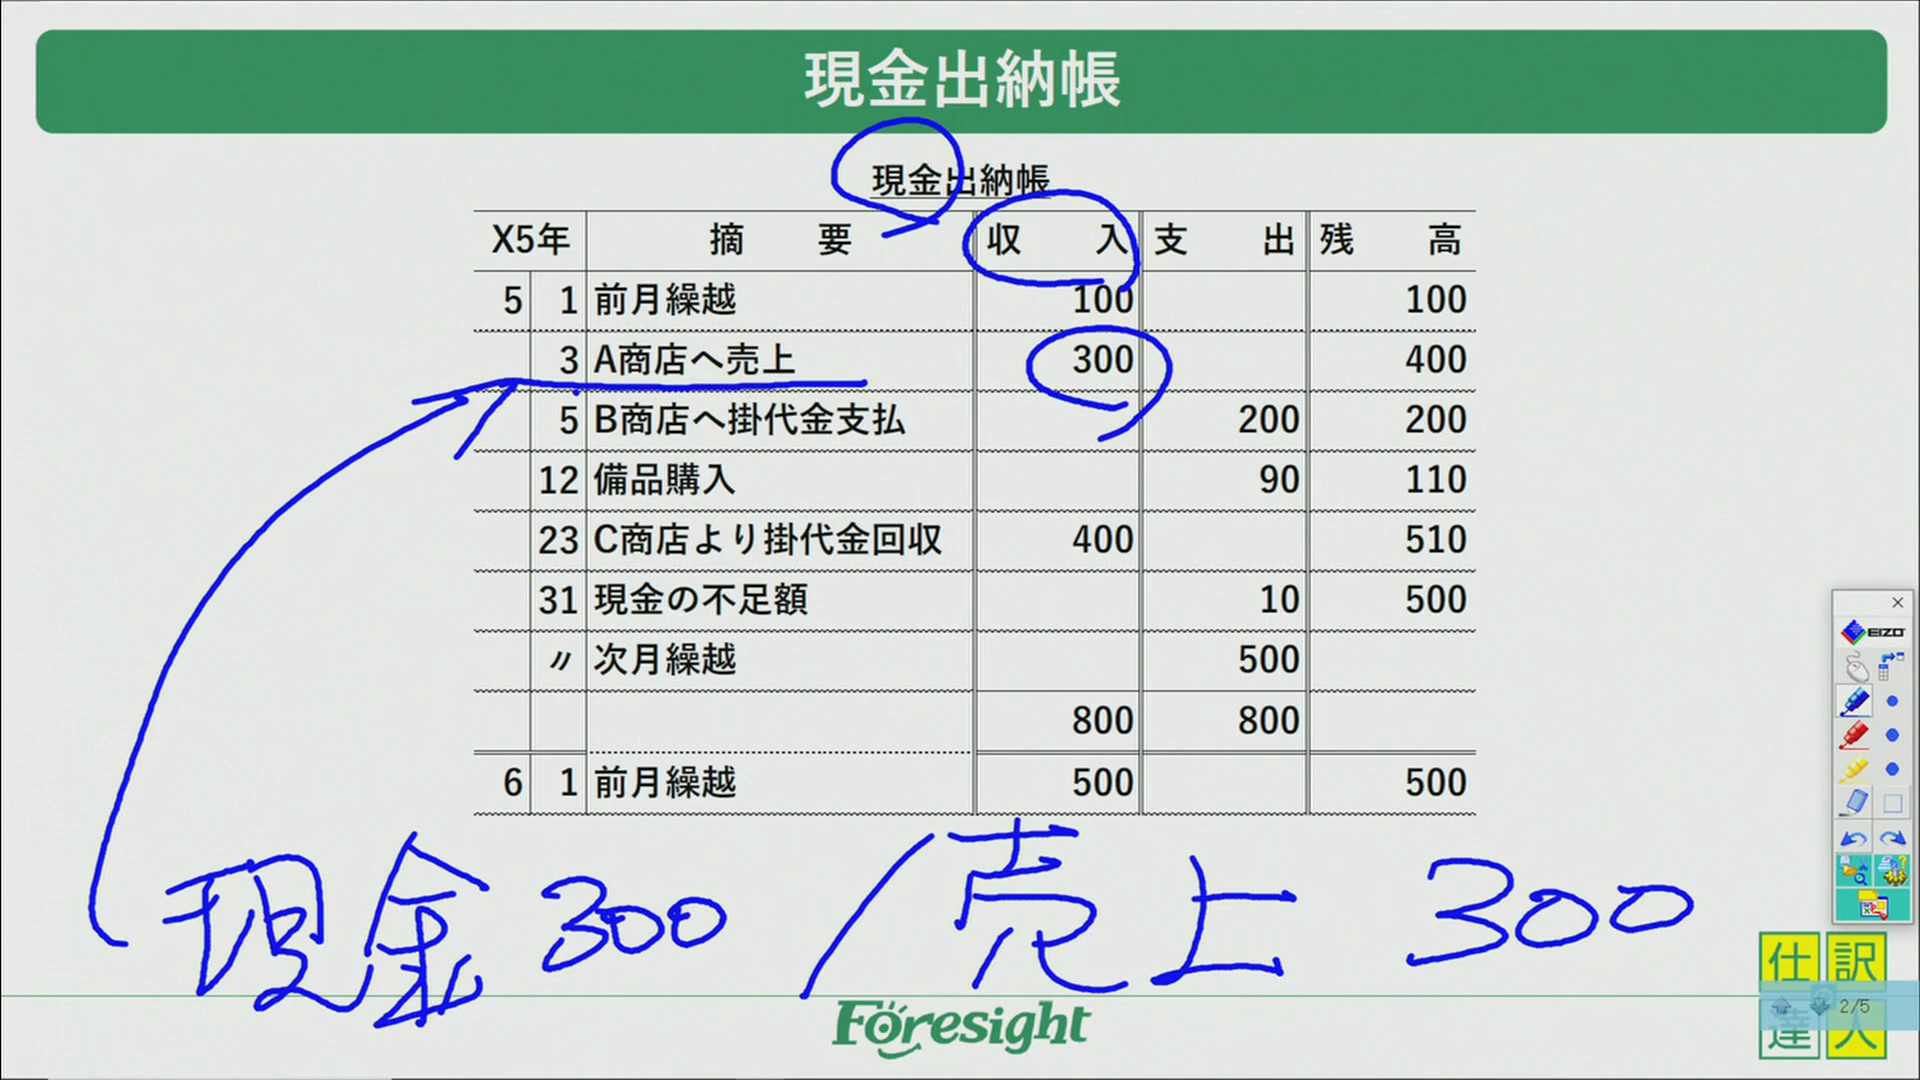 現金出納帳
現金出納帳
X5年 摘 要 収 入 支 出 残 高
5 1 前月繰越 100 100
3 A商店へ売上 300 400
5 B商店へ掛代金支払 200 200
12 備品購入 90 110
23 C商店より掛代金回収 400 510
31 現金の不足額 10 500
〃 次月繰越 500
800 800
6 1 前月繰越 500 500
現金 300 / 売上 300
Foresight
EIZO
仕訳
達人
2/5